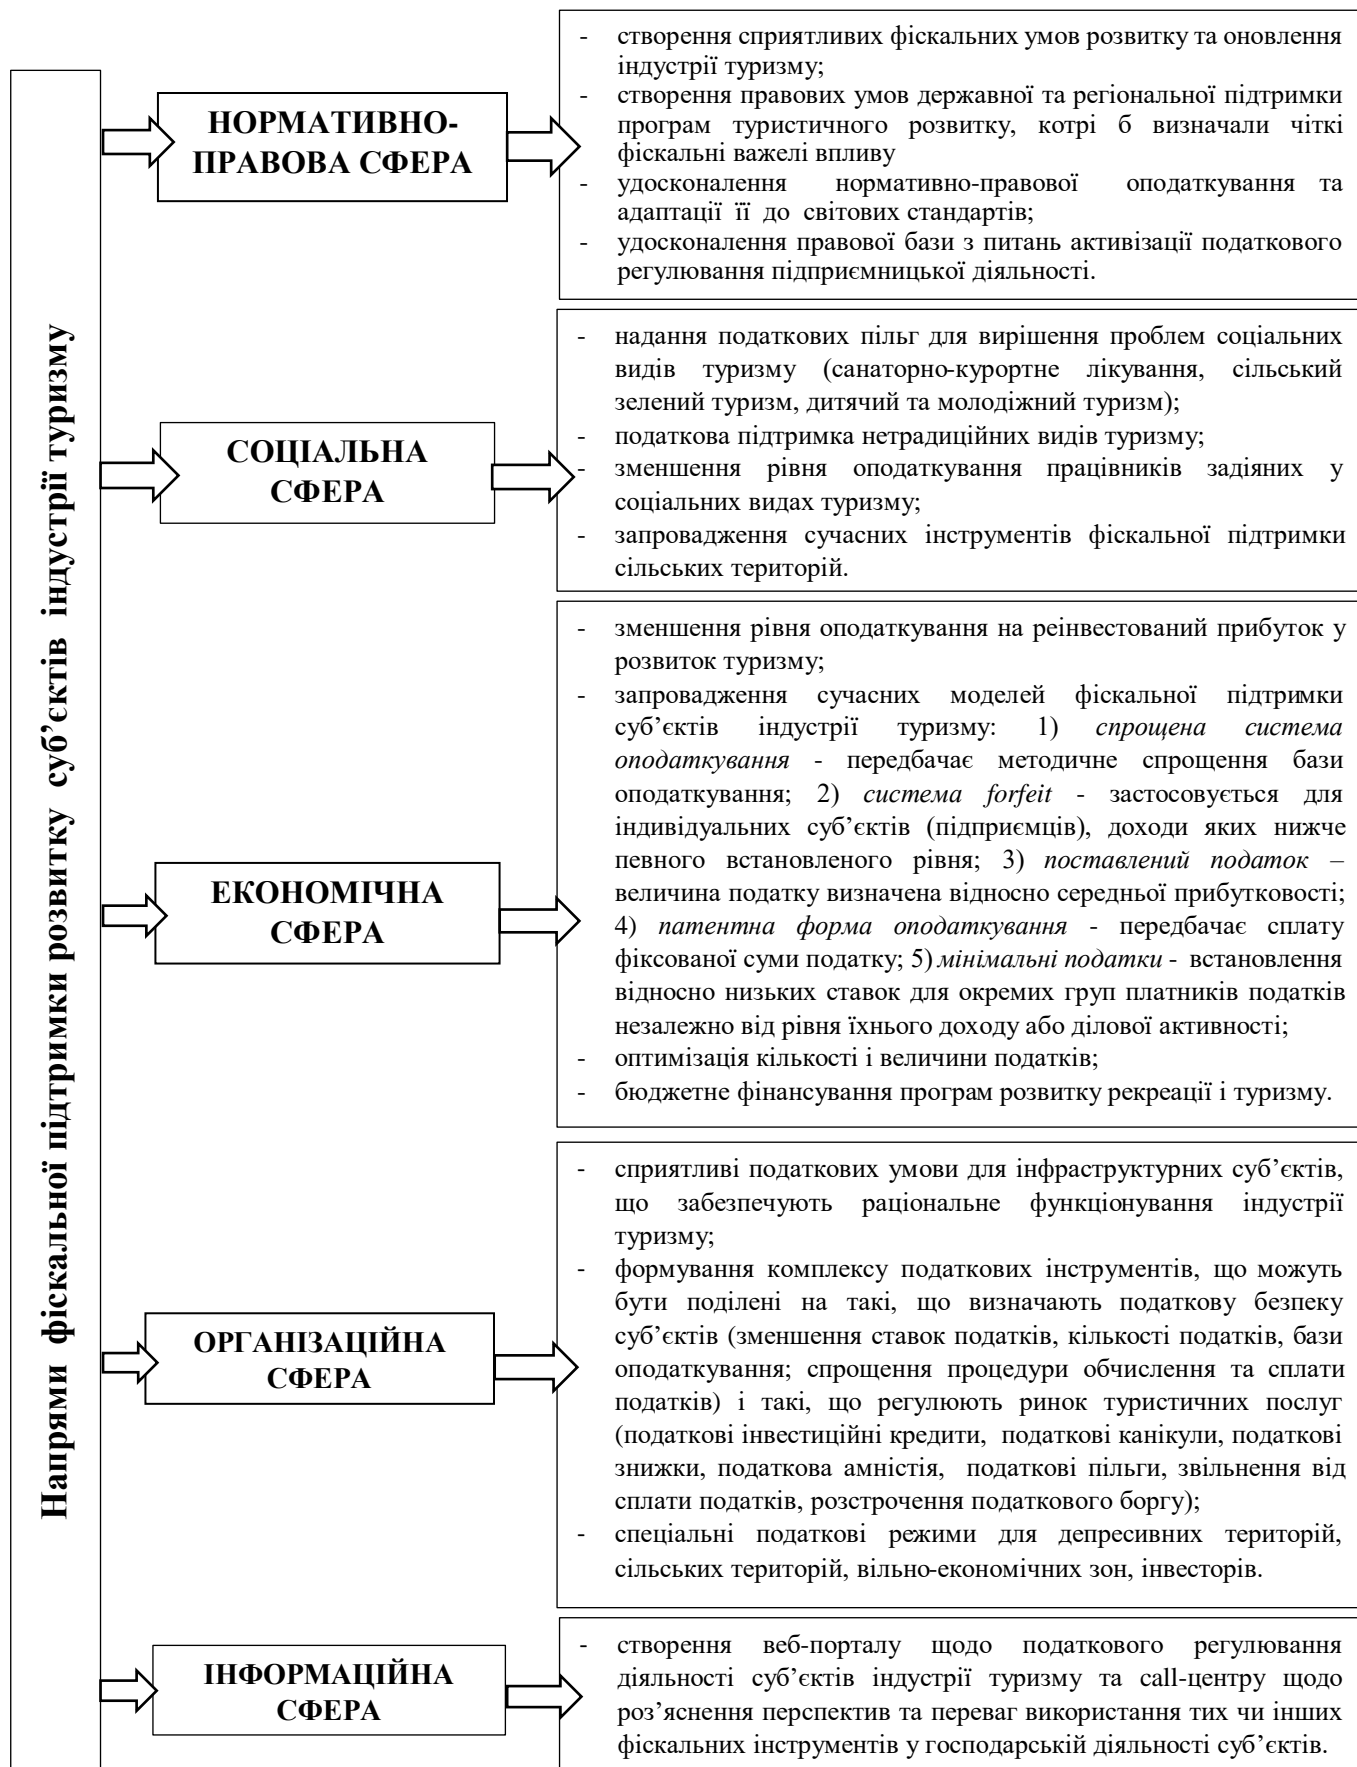 Напрями фіскальної підтримки розвитку суб’єктів індустрії туризму
НОРМАТИВНО-
ПРАВОВА СФЕРА
- створення сприятливих фіскальних умов розвитку та оновлення
індустрії туризму;
- створення правових умов державної та регіональної підтримки
програм туристичного розвитку, котрі б визначали чіткі
фіскальні важелі впливу
- удосконалення нормативно-правової оподаткування та
адаптації її до світових стандартів;
- удосконалення правової бази з питань активізації податкового
регулювання підприємницької діяльності.
СОЦІАЛЬНА
СФЕРА
- надання податкових пільг для вирішення проблем соціальних
видів туризму (санаторно-курортне лікування, сільський
зелений туризм, дитячий та молодіжний туризм);
- податкова підтримка нетрадиційних видів туризму;
- зменшення рівня оподаткування працівників задіяних у
соціальних видах туризму;
- запровадження сучасних інструментів фіскальної підтримки
сільських територій.
ЕКОНОМІЧНА
СФЕРА
- зменшення рівня оподаткування на реінвестований прибуток у
розвиток туризму;
- запровадження сучасних моделей фіскальної підтримки
суб’єктів індустрії туризму: 1) спрощена система
оподаткування - передбачає методичне спрощення бази
оподаткування; 2) система forfeit - застосовується для
індивідуальних суб’єктів (підприємців), доходи яких нижче
певного встановленого рівня; 3) поставлений податок –
величина податку визначена відносно середньої прибутковості;
4) патентна форма оподаткування - передбачає сплату
фіксованої суми податку; 5) мінімальні податки - встановлення
відносно низьких ставок для окремих груп платників податків
незалежно від рівня їхнього доходу або ділової активності;
- оптимізація кількості і величини податків;
- бюджетне фінансування програм розвитку рекреації і туризму.
ОРГАНІЗАЦІЙНА
СФЕРА
- сприятливі податкових умови для інфраструктурних суб’єктів,
що забезпечують раціональне функціонування індустрії
туризму;
- формування комплексу податкових інструментів, що можуть
бути поділені на такі, що визначають податкову безпеку
суб’єктів (зменшення ставок податків, кількості податків, бази
оподаткування; спрощення процедури обчислення та сплати
податків) і такі, що регулюють ринок туристичних послуг
(податкові інвестиційні кредити, податкові канікули, податкові
знижки, податкова амністія, податкові пільги, звільнення від
сплати податків, розстрочення податкового боргу);
- спеціальні податкові режими для депресивних територій,
сільських територій, вільно-економічних зон, інвесторів.
ІНФОРМАЦІЙНА
СФЕРА
- створення веб-порталу щодо податкового регулювання
діяльності суб’єктів індустрії туризму та call-центру щодо
роз’яснення перспектив та переваг використання тих чи інших
фіскальних інструментів у господарській діяльності суб’єктів.